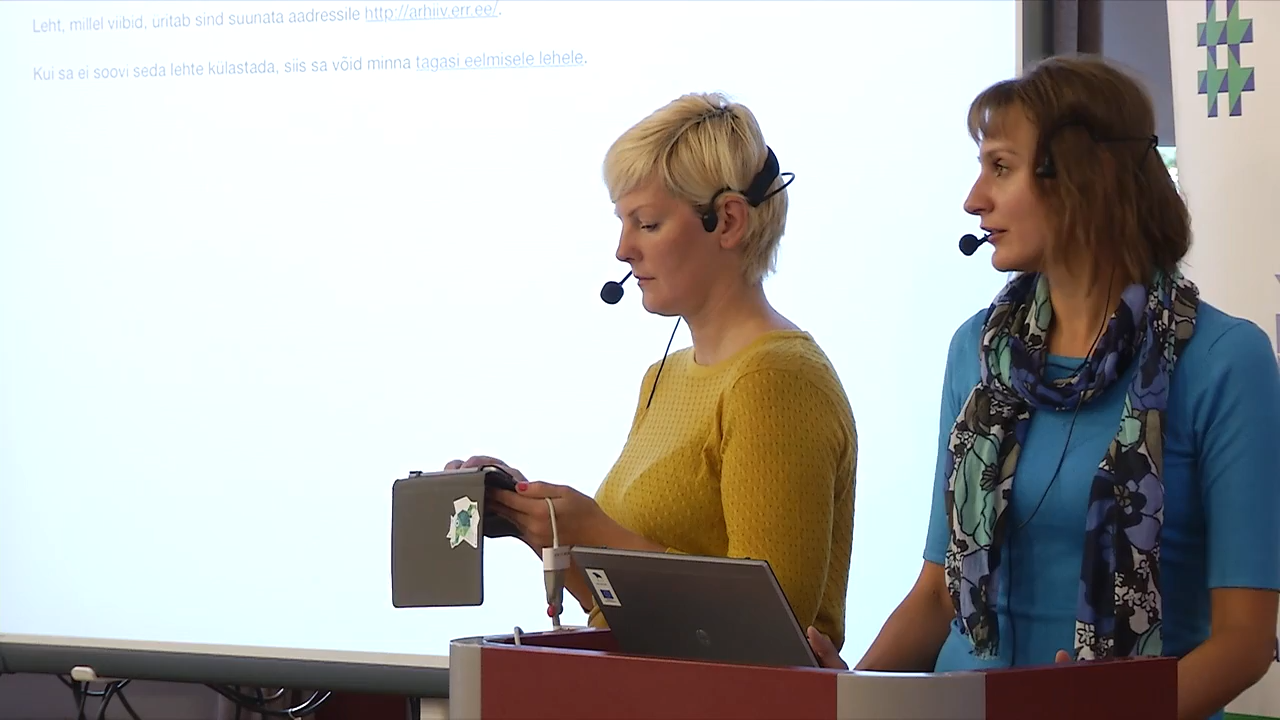 Leht, millel viibid, üritab sind suunata aadressile http://arhiiv.err.ee/.
Kui sa ei soovi seda lehte külastada, siis sa võid minna tagasi eelmisele lehele.